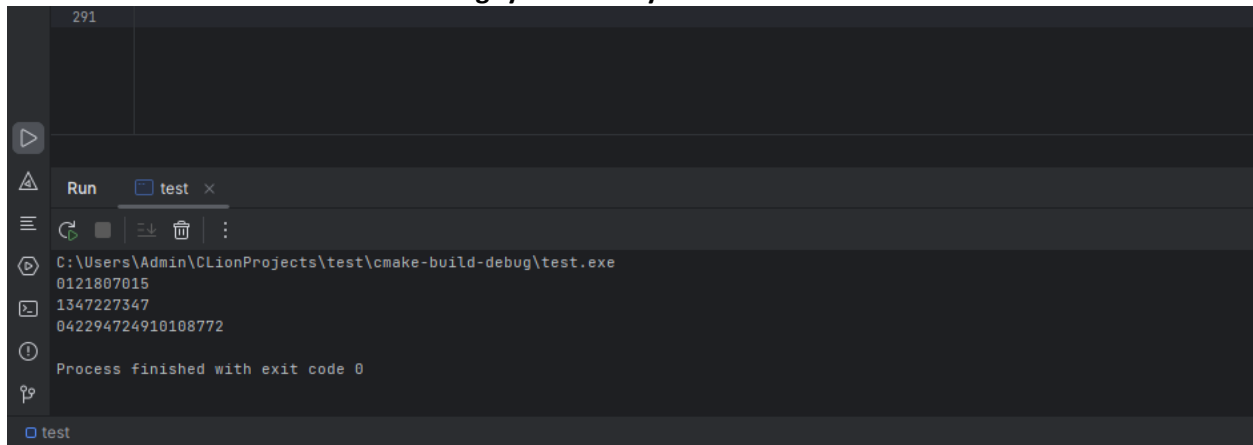 291
Run test
C:\Users\Admin\CLionProjects\test\cmake-build-debug\test.exe
0121807015
1347227347
042294724910108772
Process finished with exit code 0
test